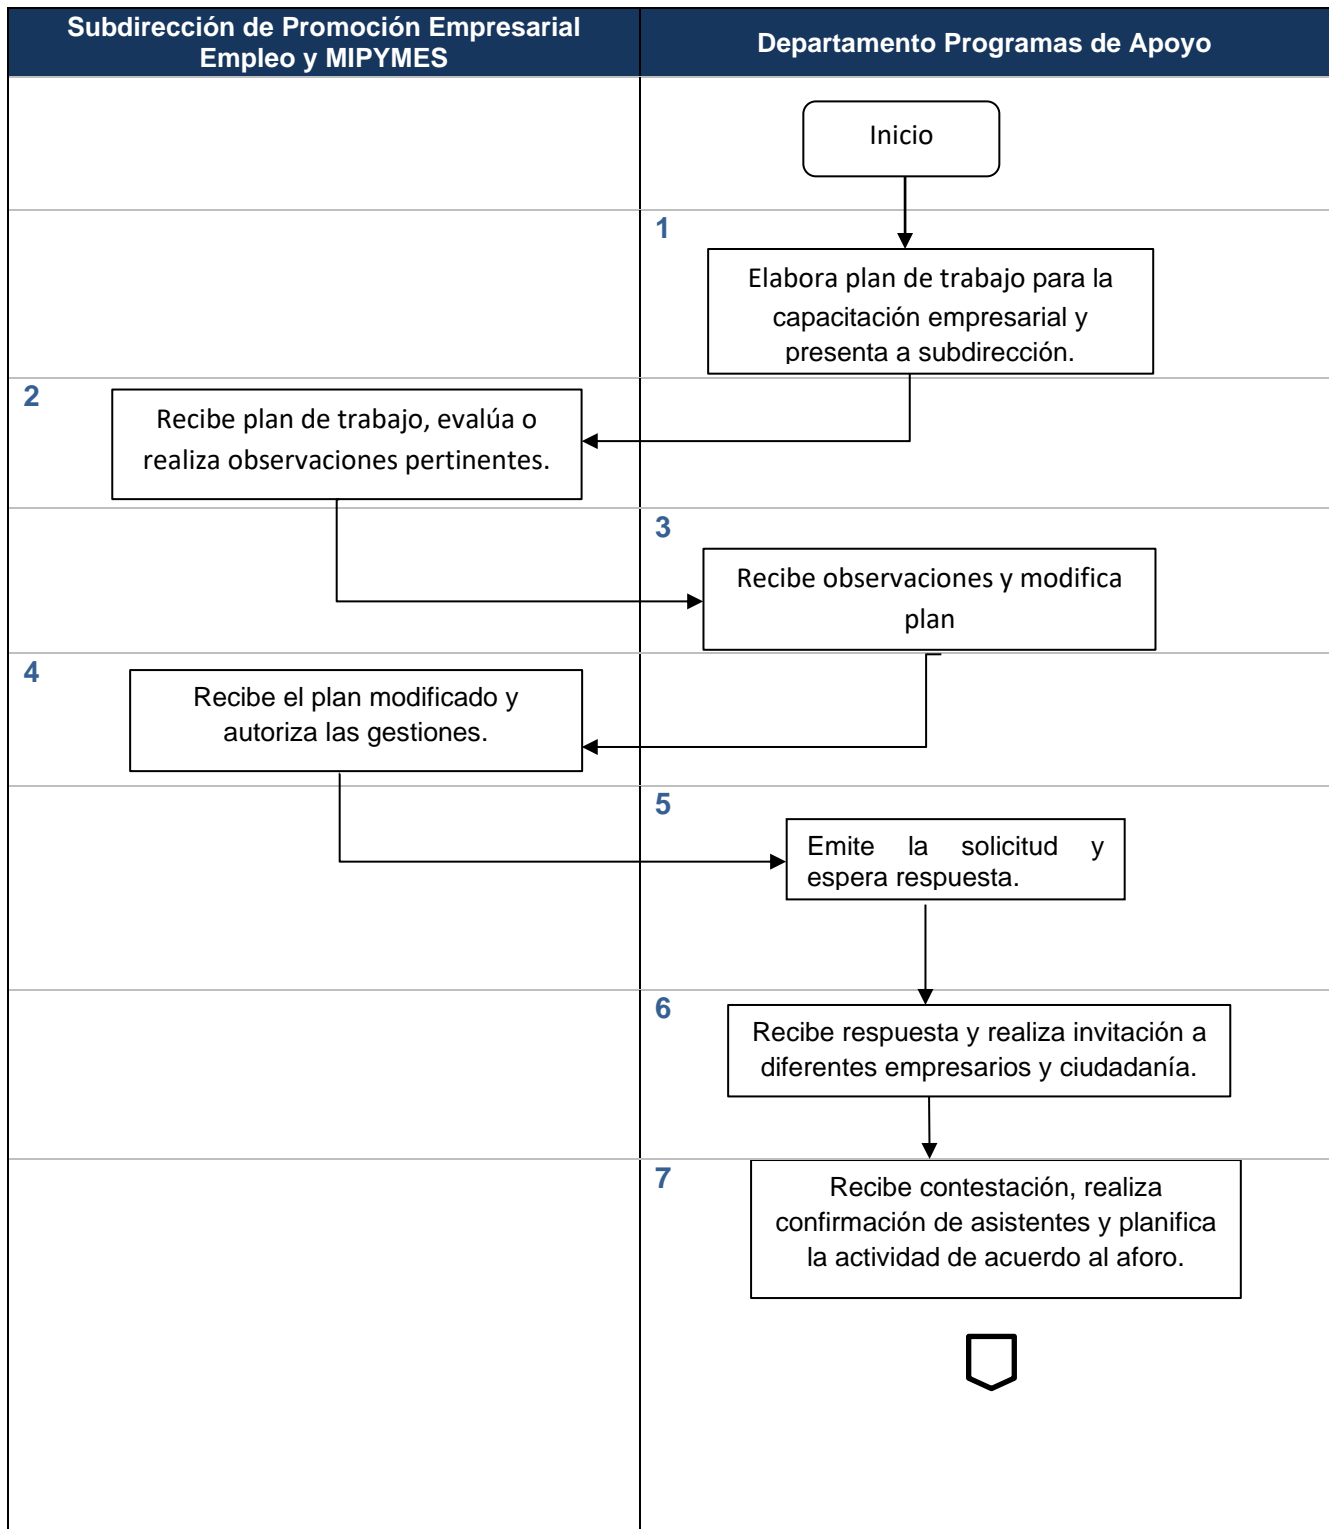 Subdirección de Promoción Empresarial
Empleo y MIPYMES
Departamento Programas de Apoyo
Inicio
1
Elabora plan de trabajo para la
capacitación empresarial y
presenta a subdirección.
2
Recibe plan de trabajo, evalúa o
realiza observaciones pertinentes.
3
Recibe observaciones y modifica
plan
4
Recibe el plan modificado y
autoriza las gestiones.
5
Emite la solicitud y
espera respuesta.
6
Recibe respuesta y realiza invitación a
diferentes empresarios y ciudadanía.
7
Recibe contestación, realiza
confirmación de asistentes y planifica
la actividad de acuerdo al aforo.